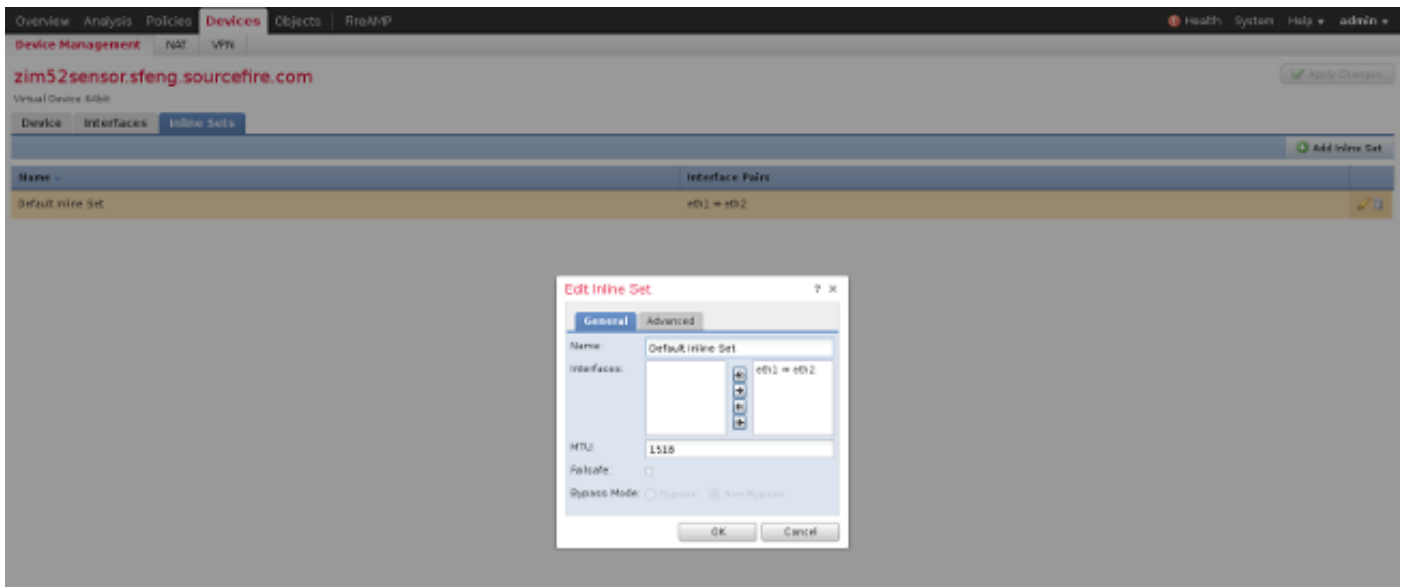 Overview Analysis Policies Devices Objects FireAMP Health System Help admin
Device Management NAT VPN
zim52sensor.sfeng.sourcefire.com
Apply Changes
Virtual Device 64bit
Device Interfaces Inline Sets
Add Inline Set
Name Interface Pairs
Default Inline Set eth1 ↔ eth2
Edit Inline Set ? ×
General Advanced
Name: Default Inline Set
Interfaces: eth1 ↔ eth2
MTU: 1518
Failsafe:
Bypass Mode: Bypass Non-Bypass
OK Cancel